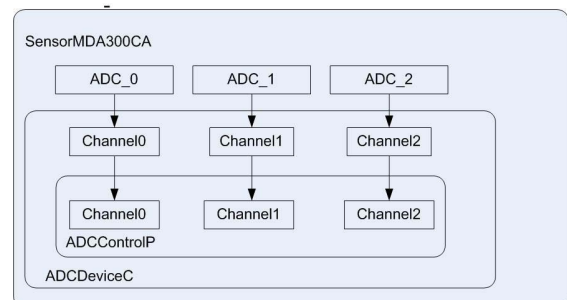 SensorMDA300CA
ADC_0 ADC_1 ADC_2
Channel0 Channel1 Channel2
Channel0 Channel1 Channel2
ADCControlP
ADCDeviceC